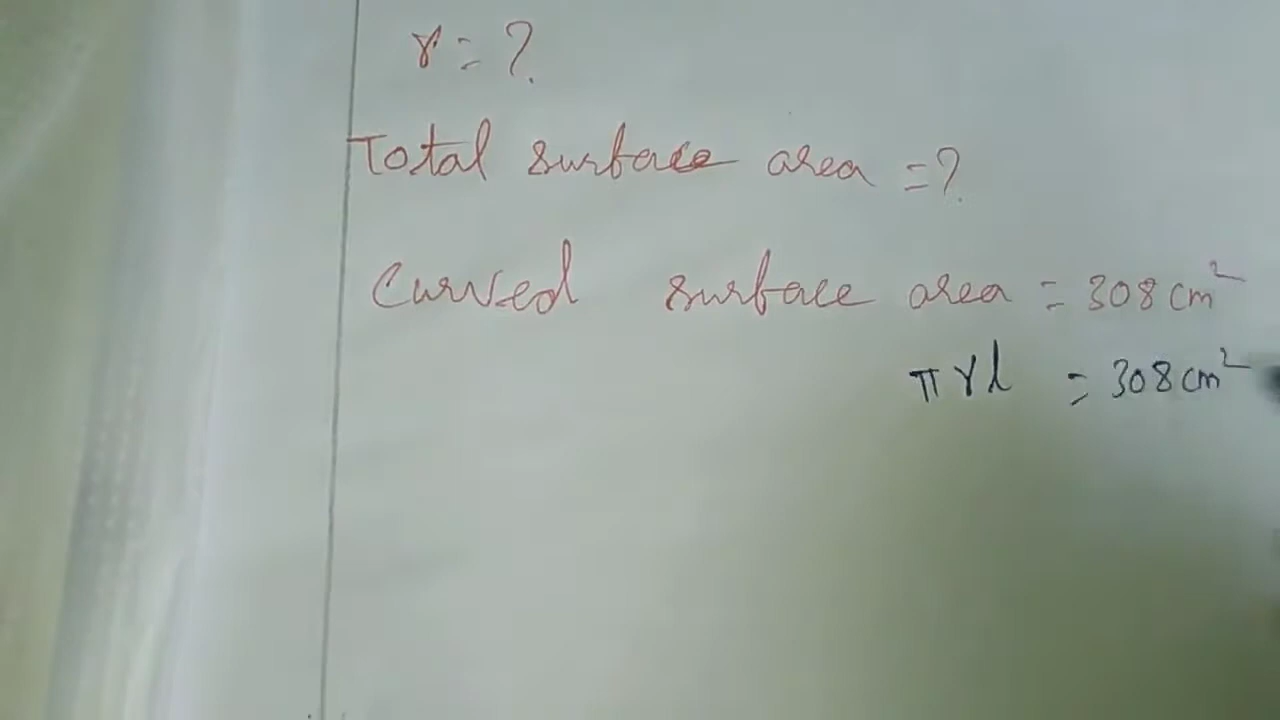 r = ?
Total surface area = ?
Curved surface area = 308 cm²
πrl = 308 cm²